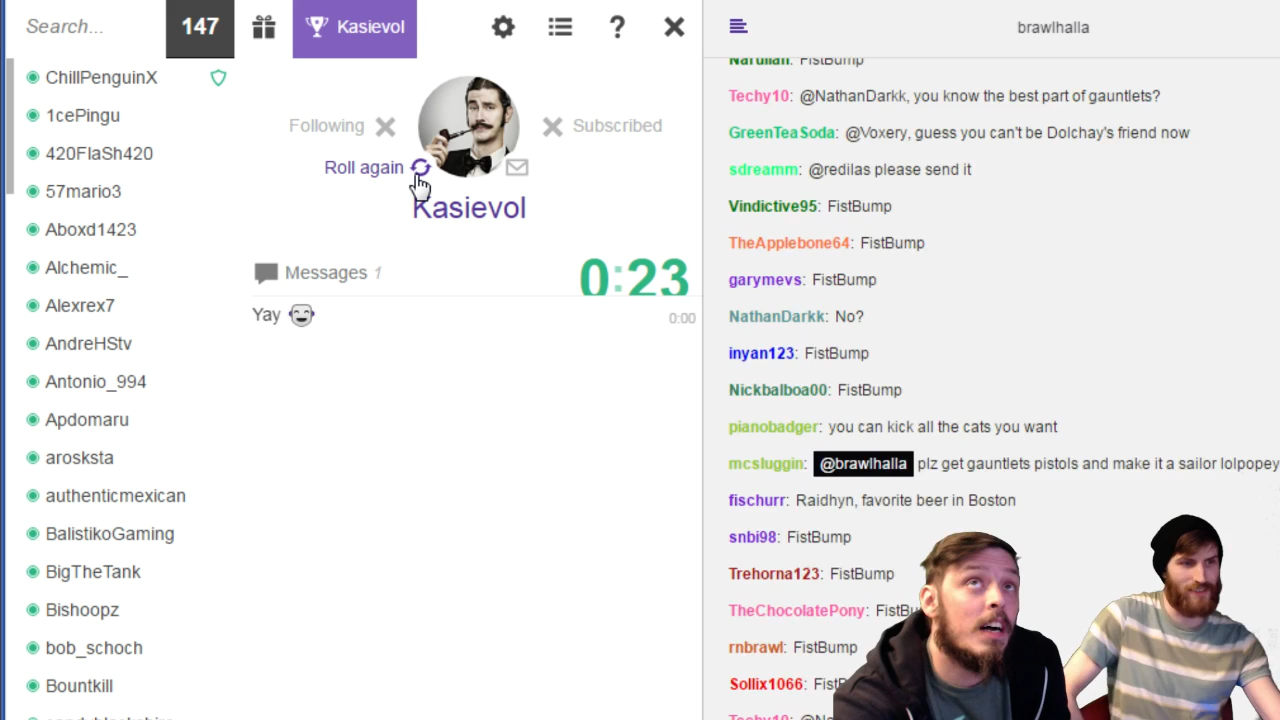 Search...
147
Kasievol
?
ChillPenguinX
1cePingu
420FlaSh420
57mario3
Aboxd1423
Alchemic_
Alexrex7
AndreHStv
Antonio_994
Apdomaru
arosksta
authenticmexican
BalistikoGaming
BigTheTank
Bishoopz
bob_schoch
Bountkill
Following
Subscribed
Roll again
Kasievol
Messages 1
0:23
Yay
0:00
brawlhalla
FistBump
Techy10: @NathanDarkk, you know the best part of gauntlets?
GreenTeaSoda: @Voxery, guess you can't be Dolchay's friend now
sdreamm: @redilas please send it
Vindictive95: FistBump
TheApplebone64: FistBump
garymevs: FistBump
NathanDarkk: No?
inyan123: FistBump
Nickbalboa00: FistBump
pianobadger: you can kick all the cats you want
mcsluggin: @brawlhalla plz get gauntlets pistols and make it a sailor lolpopey
fischurr: Raidhyn, favorite beer in Boston
snbi98: FistBump
Trehorna123: FistBump
TheChocolatePony: FistBu
rnbrawl: FistBump
Sollix1066: FistB
Techy10: @Na